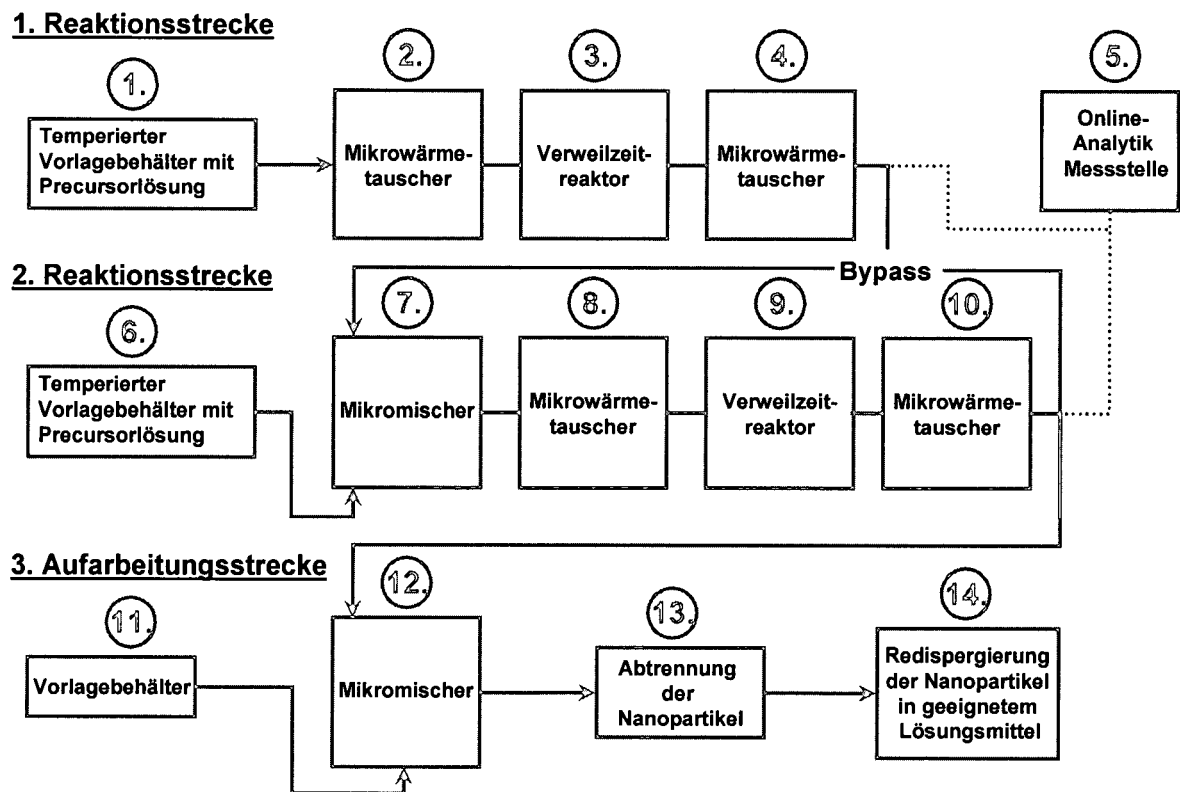 1. Reaktionsstrecke
1.
Temperierter
Vorlagebehälter mit
Precursorlösung
2.
Mikrowärme-
tauscher
3.
Verweilzeit-
reaktor
4.
Mikrowärme-
tauscher
5.
Online-
Analytik
Messstelle
Bypass
2. Reaktionsstrecke
6.
Temperierter
Vorlagebehälter mit
Precursorlösung
7.
Mikromischer
8.
Mikrowärme-
tauscher
9.
Verweilzeit-
reaktor
10.
Mikrowärme-
tauscher
3. Aufarbeitungsstrecke
11.
Vorlagebehälter
12.
Mikromischer
13.
Abtrennung
der
Nanopartikel
14.
Redispergierung
der Nanopartikel
in geeignetem
Lösungsmittel